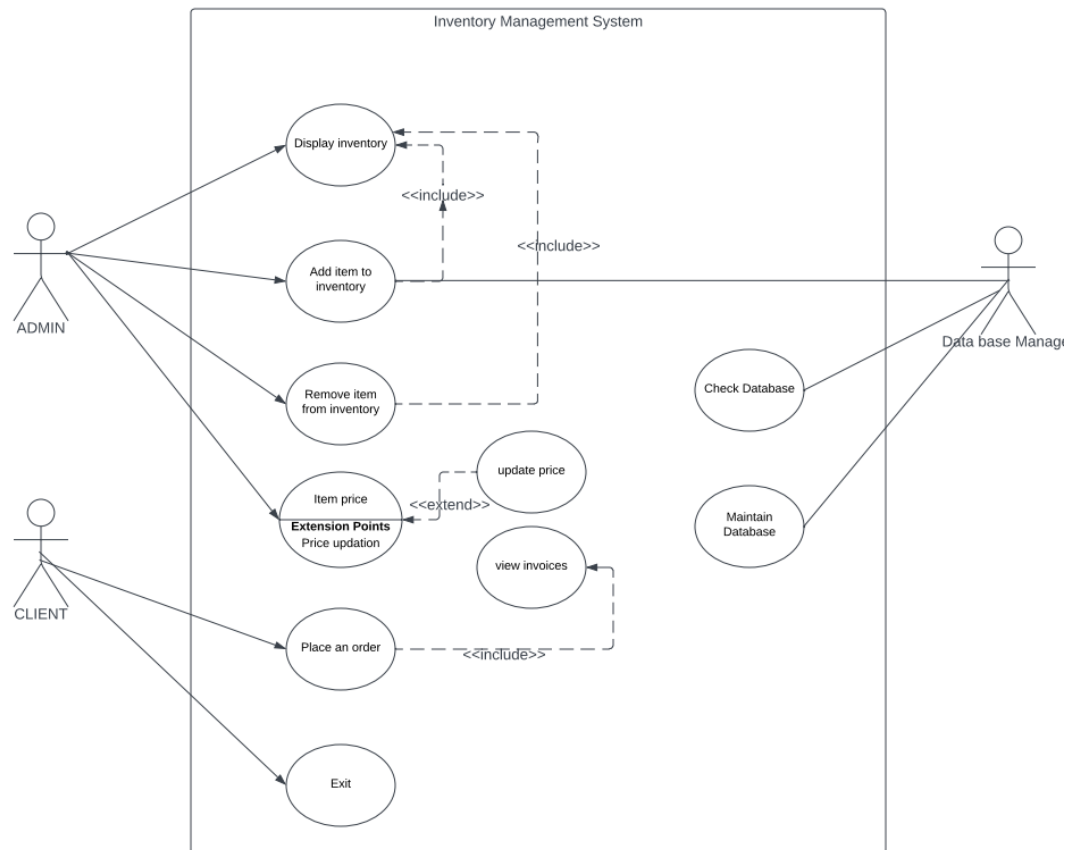 Inventory Management System
Display inventory
<<include>>
<<include>>
Add item to
inventory
ADMIN
Data base Manage
Remove item
from inventory
Check Database
update price
Item price
<<extend>>
Extension Points
Price updation
Maintain
Database
view invoices
CLIENT
Place an order
<<include>>
Exit